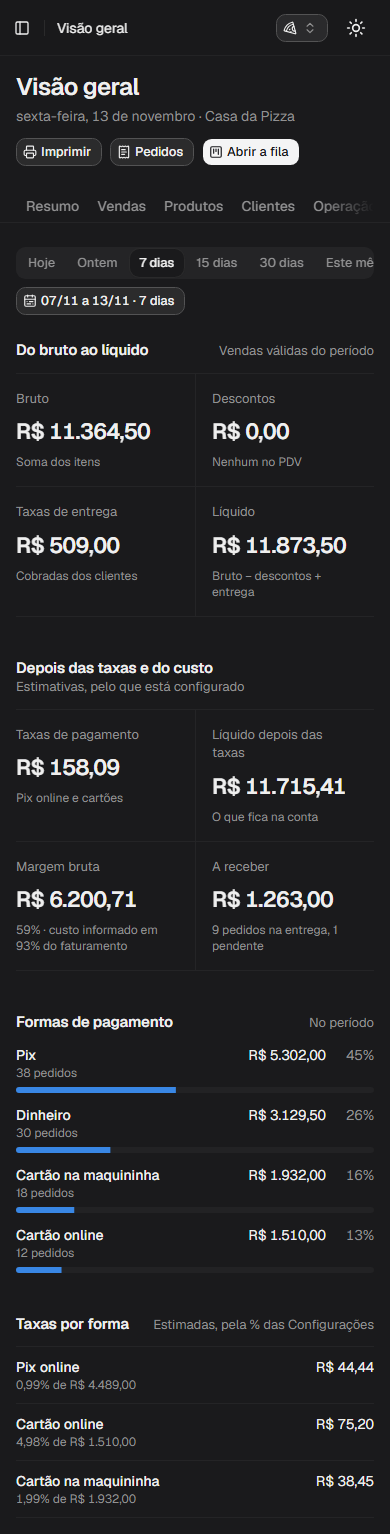 Visão geral
Visão geral
sexta-feira, 13 de novembro · Casa da Pizza
Imprimir
Pedidos
Abrir a fila
Resumo Vendas Produtos Clientes Operaçã
Hoje Ontem 7 dias 15 dias 30 dias Este mê
07/11 a 13/11 · 7 dias
Do bruto ao líquido
Vendas válidas do período
Bruto
R$ 11.364,50
Soma dos itens
Descontos
R$ 0,00
Nenhum no PDV
Taxas de entrega
R$ 509,00
Cobradas dos clientes
Líquido
R$ 11.873,50
Bruto − descontos +
entrega
Depois das taxas e do custo
Estimativas, pelo que está configurado
Taxas de pagamento
R$ 158,09
Pix online e cartões
Líquido depois das
taxas
R$ 11.715,41
O que fica na conta
Margem bruta
R$ 6.200,71
59% · custo informado em
93% do faturamento
A receber
R$ 1.263,00
9 pedidos na entrega, 1
pendente
Formas de pagamento
No período
Pix R$ 5.302,00 45%
38 pedidos
Dinheiro R$ 3.129,50 26%
30 pedidos
Cartão na maquininha R$ 1.932,00 16%
18 pedidos
Cartão online R$ 1.510,00 13%
12 pedidos
Taxas por forma
Estimadas, pela % das Configurações
Pix online R$ 44,44
0,99% de R$ 4.489,00
Cartão online R$ 75,20
4,98% de R$ 1.510,00
Cartão na maquininha R$ 38,45
1,99% de R$ 1.932,00